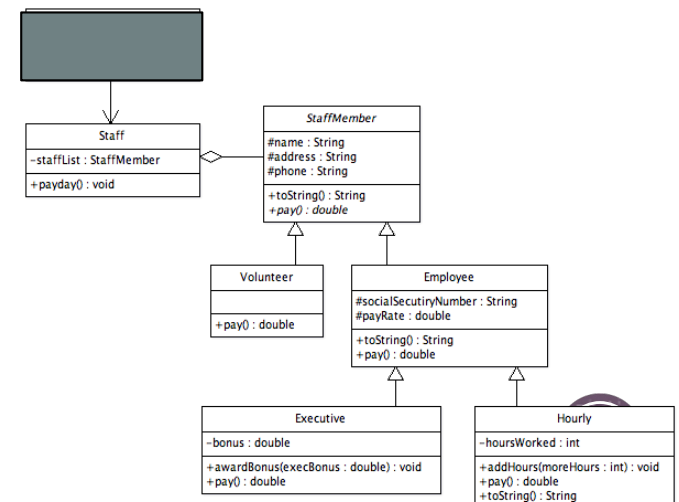 Staff
-staffList : StaffMember
+payday() : void
StaffMember
#name : String
#address : String
#phone : String
+toString() : String
+pay() : double
Volunteer
+pay() : double
Employee
#socialSecutiryNumber : String
#payRate : double
+toString() : String
+pay() : double
Executive
-bonus : double
+awardBonus(execBonus : double) : void
+pay() : double
Hourly
-hoursWorked : int
+addHours(moreHours : int) : void
+pay() : double
+toString() : String